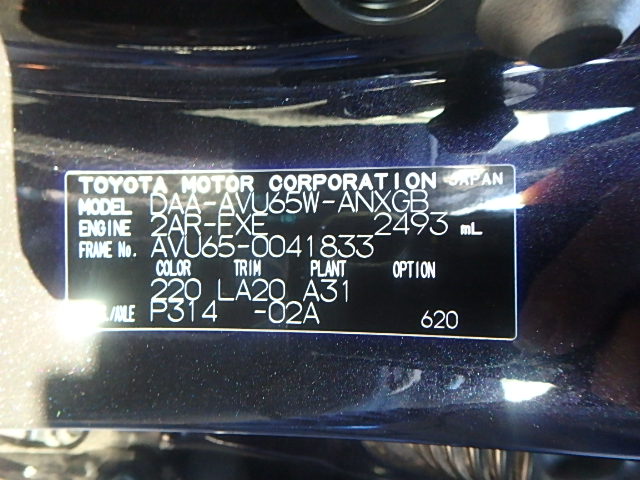 TOYOTA MOTOR CORPORATION JAPAN
MODEL DAA-AVU65W-ANXGB
ENGINE 2AR-FXE 2493 mL
FRAME No. AVU65-0041833
COLOR TRIM PLANT OPTION
220 LA20 A31
/AXLE P314 -02A 620